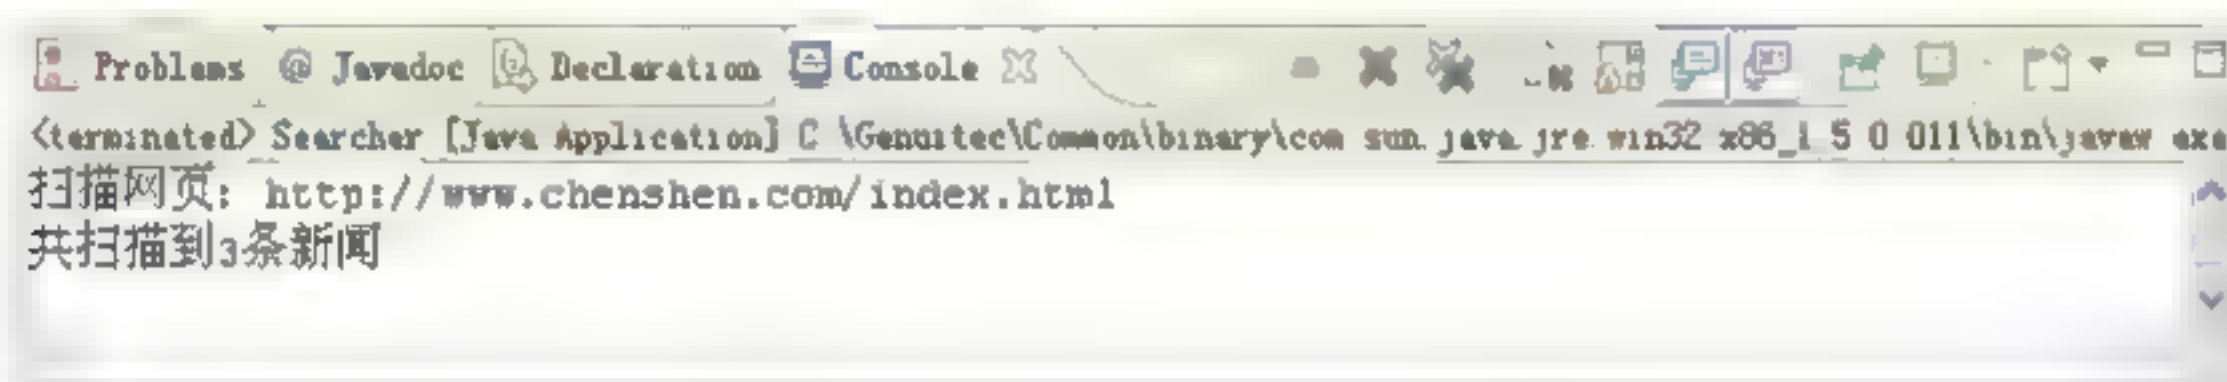 Problems @ Javadoc Declaration Console
<terminated> Searcher [Java Application] C \Genuitec\Common\binary\com sun java jre win32 x86_1 5 0 011\bin\javaw exe
扫描网页: http://www.chenshen.com/index.html
共扫描到3条新闻